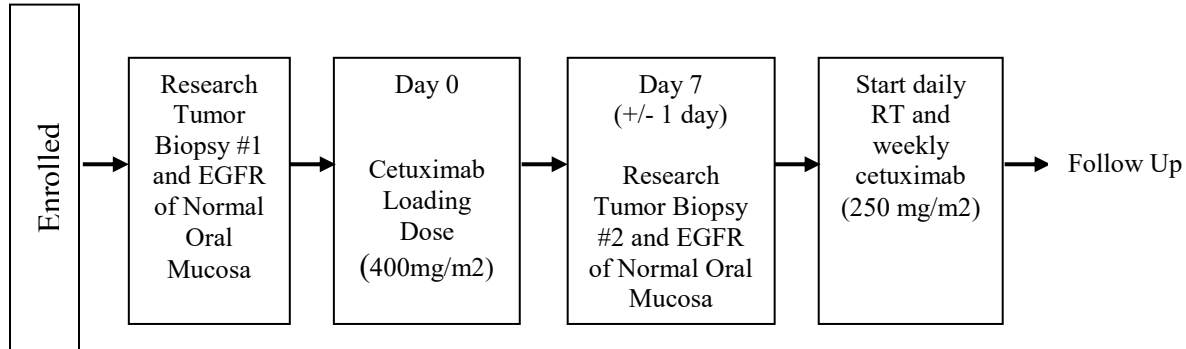 Enrolled
Research
Tumor
Biopsy #1
and EGFR
of Normal
Oral
Mucosa
Day 0
Cetuximab
Loading
Dose
(400mg/m2)
Day 7
(+/- 1 day)
Research
Tumor Biopsy
#2 and EGFR
of Normal Oral
Mucosa
Start daily
RT and
weekly
cetuximab
(250 mg/m2)
Follow Up